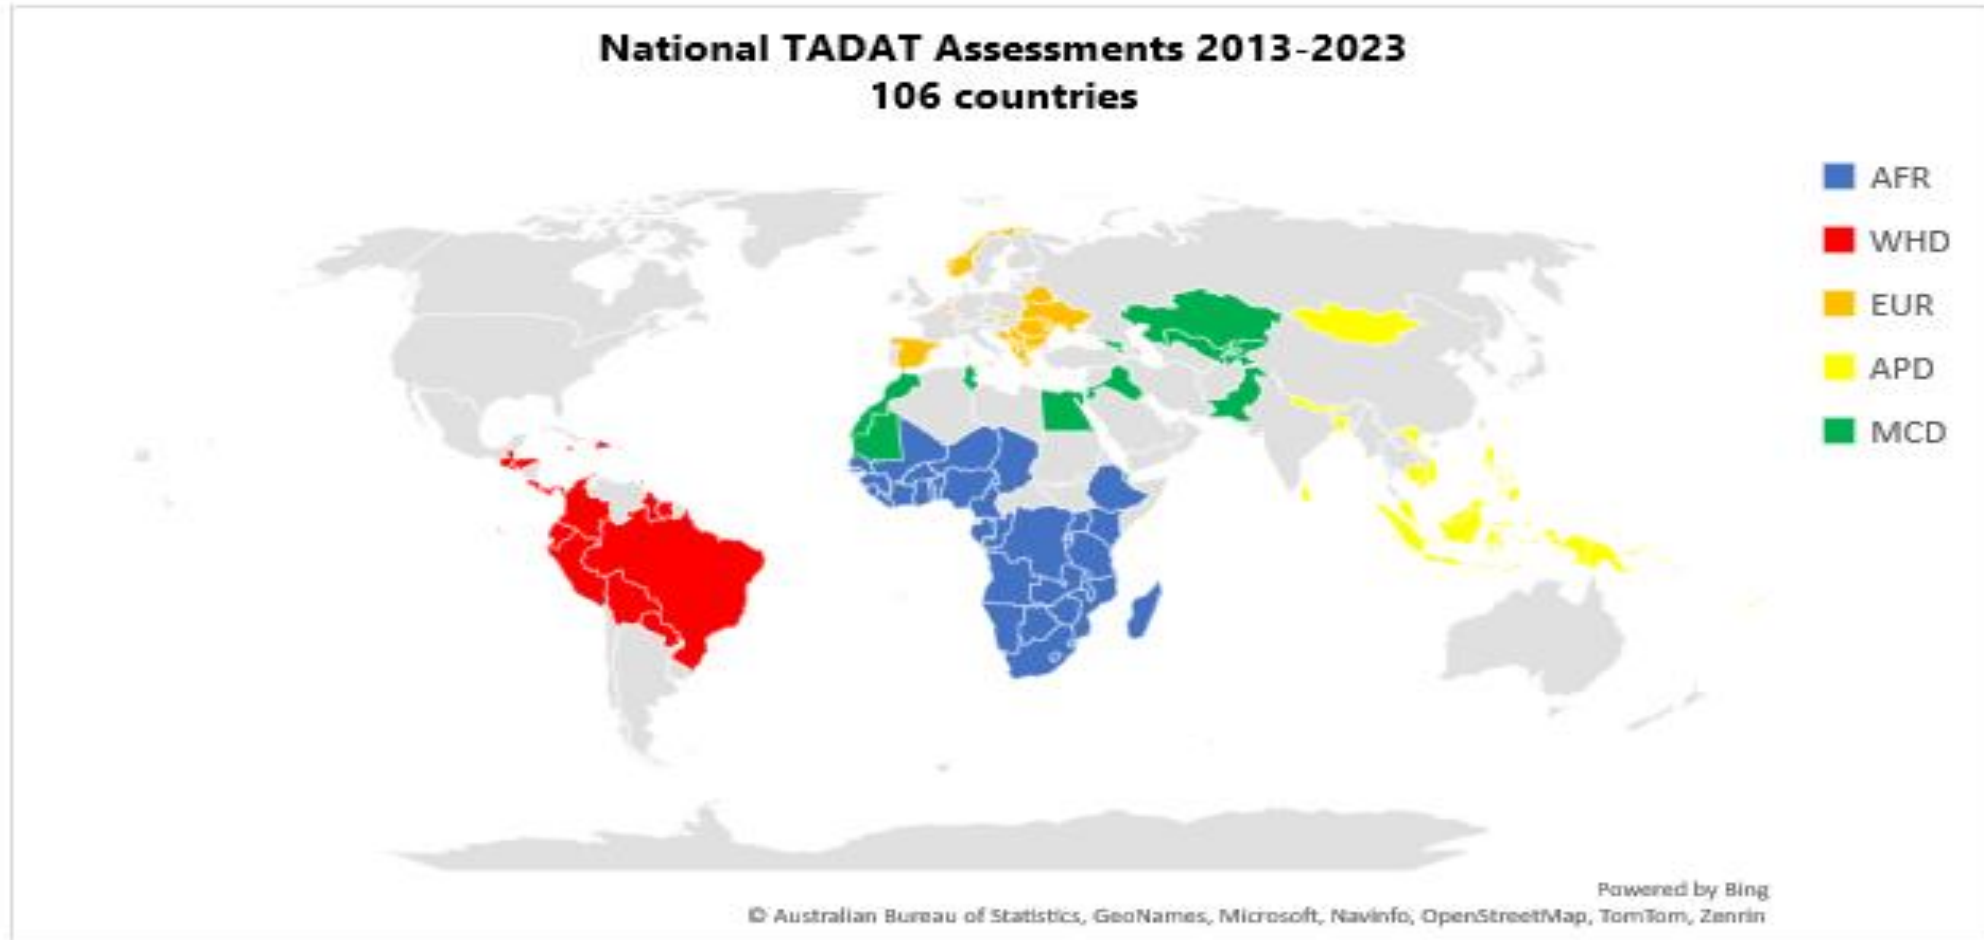 National TADAT Assessments 2013-2023
106 countries
AFR
WHD
EUR
APD
MCD
Powered by Bing
© Australian Bureau of Statistics, GeoNames, Microsoft, Navinfo, OpenStreetMap, TomTom, Zenrin